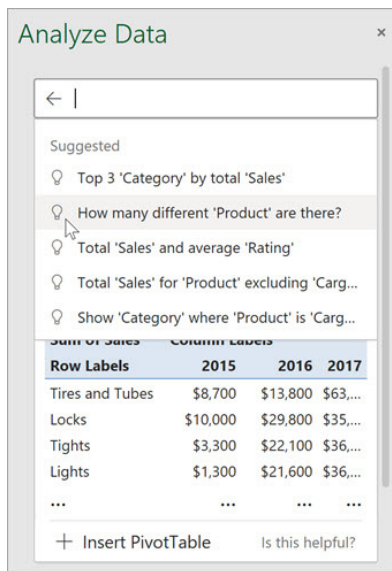 Analyze Data
Suggested
Top 3 'Category' by total 'Sales'
How many different 'Product' are there?
Total 'Sales' and average 'Rating'
Total 'Sales' for 'Product' excluding 'Carg...
Show 'Category' where 'Product' is 'Carg...
Sum of Sales Column Labels
Row Labels 2015 2016 2017
Tires and Tubes $8,700 $13,800 $63,...
Locks $10,000 $29,800 $35,...
Tights $3,300 $22,100 $36,...
Lights $1,300 $21,600 $36,...
... ... ... ...
Insert PivotTable Is this helpful?